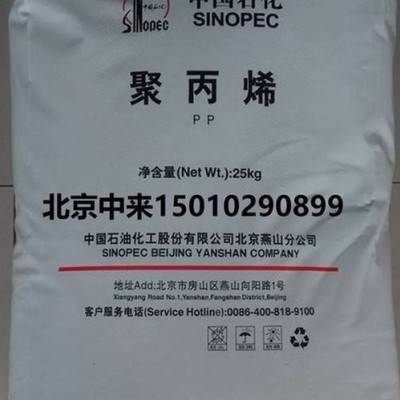 中国石化
SINOPEC
SINOPEC
聚丙烯
PP
净含量(Net Wt.):25kg
北京中来15010290899
中国石油化工股份有限公司北京燕山分公司
SINOPEC BEIJING YANSHAN COMPANY
地址Add:北京市房山区燕山向阳路1号
Xiangyang Road No.1,Yanshan,Fangshan District,Beijing
客户服务电话(Service Hotline):0086-400-818-9100